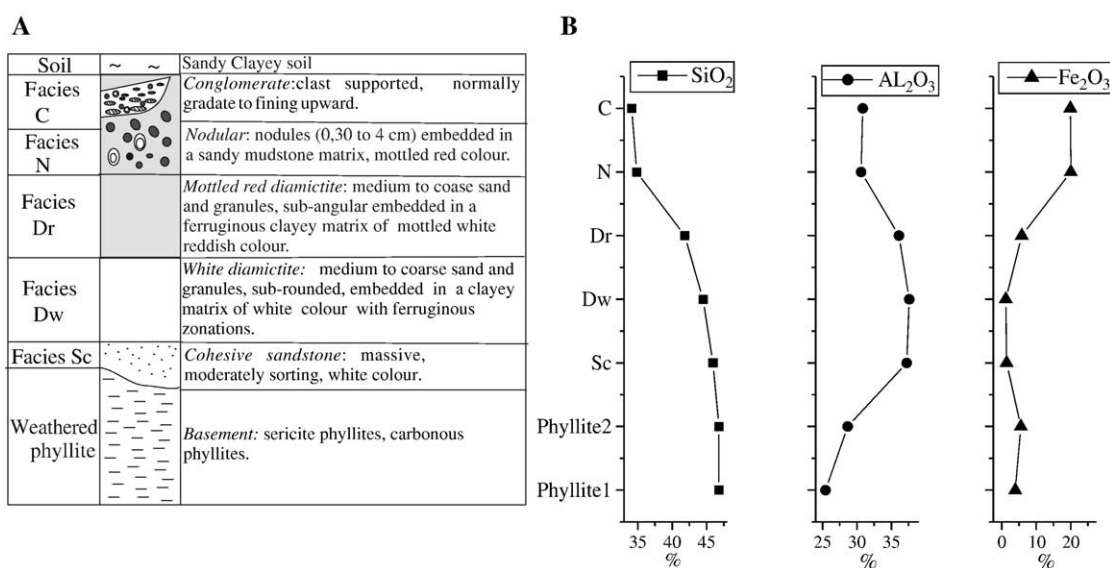 A
Soil
~ ~
Sandy Clayey soil
Facies
C
Conglomerate:clast supported, normally
gradate to fining upward.
Facies
N
Nodular: nodules (0,30 to 4 cm) embedded in
a sandy mudstone matrix, mottled red colour.
Facies
Dr
Mottled red diamictite: medium to coase sand
and granules, sub-angular embedded in a
ferruginous clayey matrix of mottled white
reddish colour.
Facies
Dw
White diamictite: medium to coarse sand and
granules, sub-rounded, embedded in a clayey
matrix of white colour with ferruginous
zonations.
Facies Sc
Cohesive sandstone: massive,
moderately sorting, white colour.
Weathered
phyllite
Basement: sericite phyllites, carbonous
phyllites.
B
SiO₂
AL₂O₃
Fe₂O₃
C
N
Dr
Dw
Sc
Phyllite2
Phyllite1
35 40 45
%
25 30 35
%
0 5 10 15 20
%